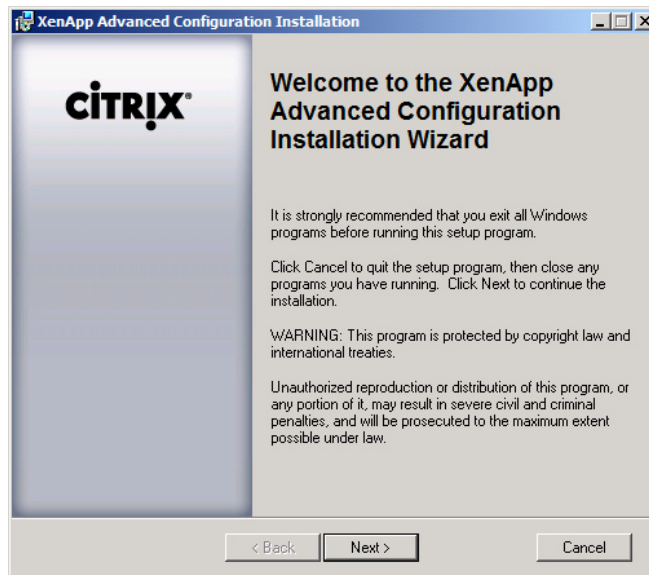 XenApp Advanced Configuration Installation
CİTRIX®
Welcome to the XenApp
Advanced Configuration
Installation Wizard
It is strongly recommended that you exit all Windows
programs before running this setup program.
Click Cancel to quit the setup program, then close any
programs you have running. Click Next to continue the
installation.
WARNING: This program is protected by copyright law and
international treaties.
Unauthorized reproduction or distribution of this program, or
any portion of it, may result in severe civil and criminal
penalties, and will be prosecuted to the maximum extent
possible under law.
< Back
Next >
Cancel